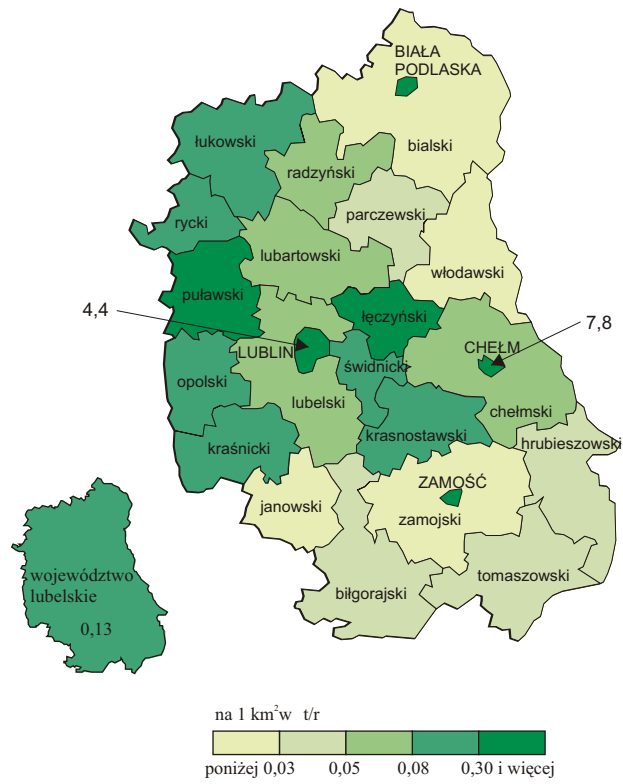 BIAŁA
PODLASKA
bialski
łukowski
radzyński
parczewski
rycki
lubartowski
włodawski
puławski
4,4
łęczyński
7,8
LUBLIN
CHEŁM
świdnicki
opolski
lubelski
chełmski
krasnostawski
hrubieszowski
kraśnicki
ZAMOŚĆ
janowski
zamojski
tomaszowski
biłgorajski
województwo
lubelskie
0,13
na 1 km²w t/r
poniżej 0,03 0,05 0,08 0,30 i więcej